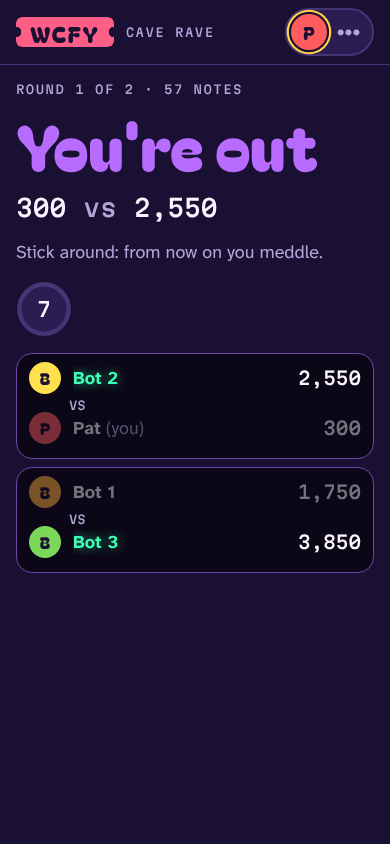 WCFY CAVE RAVE P •••
ROUND 1 OF 2 · 57 NOTES
You're out
300 VS 2,550
Stick around: from now on you meddle.
7
B Bot 2 2,550
VS
P Pat (you) 300
B Bot 1 1,750
VS
B Bot 3 3,850